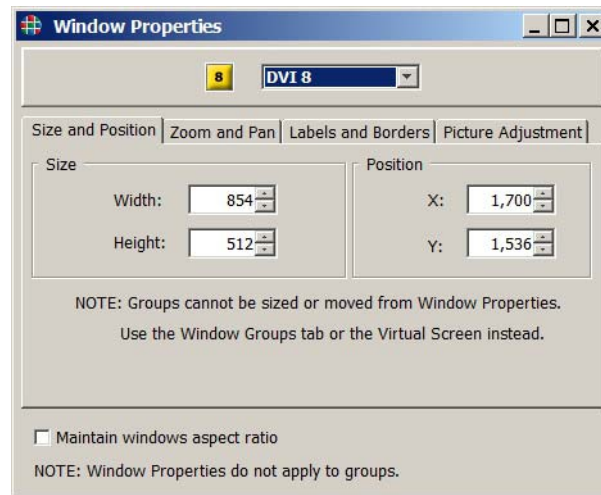 Window Properties
8 DVI 8
Size and Position Zoom and Pan Labels and Borders Picture Adjustment
Size Position
Width: 854 X: 1,700
Height: 512 Y: 1,536
NOTE: Groups cannot be sized or moved from Window Properties.
Use the Window Groups tab or the Virtual Screen instead.
Maintain windows aspect ratio
NOTE: Window Properties do not apply to groups.